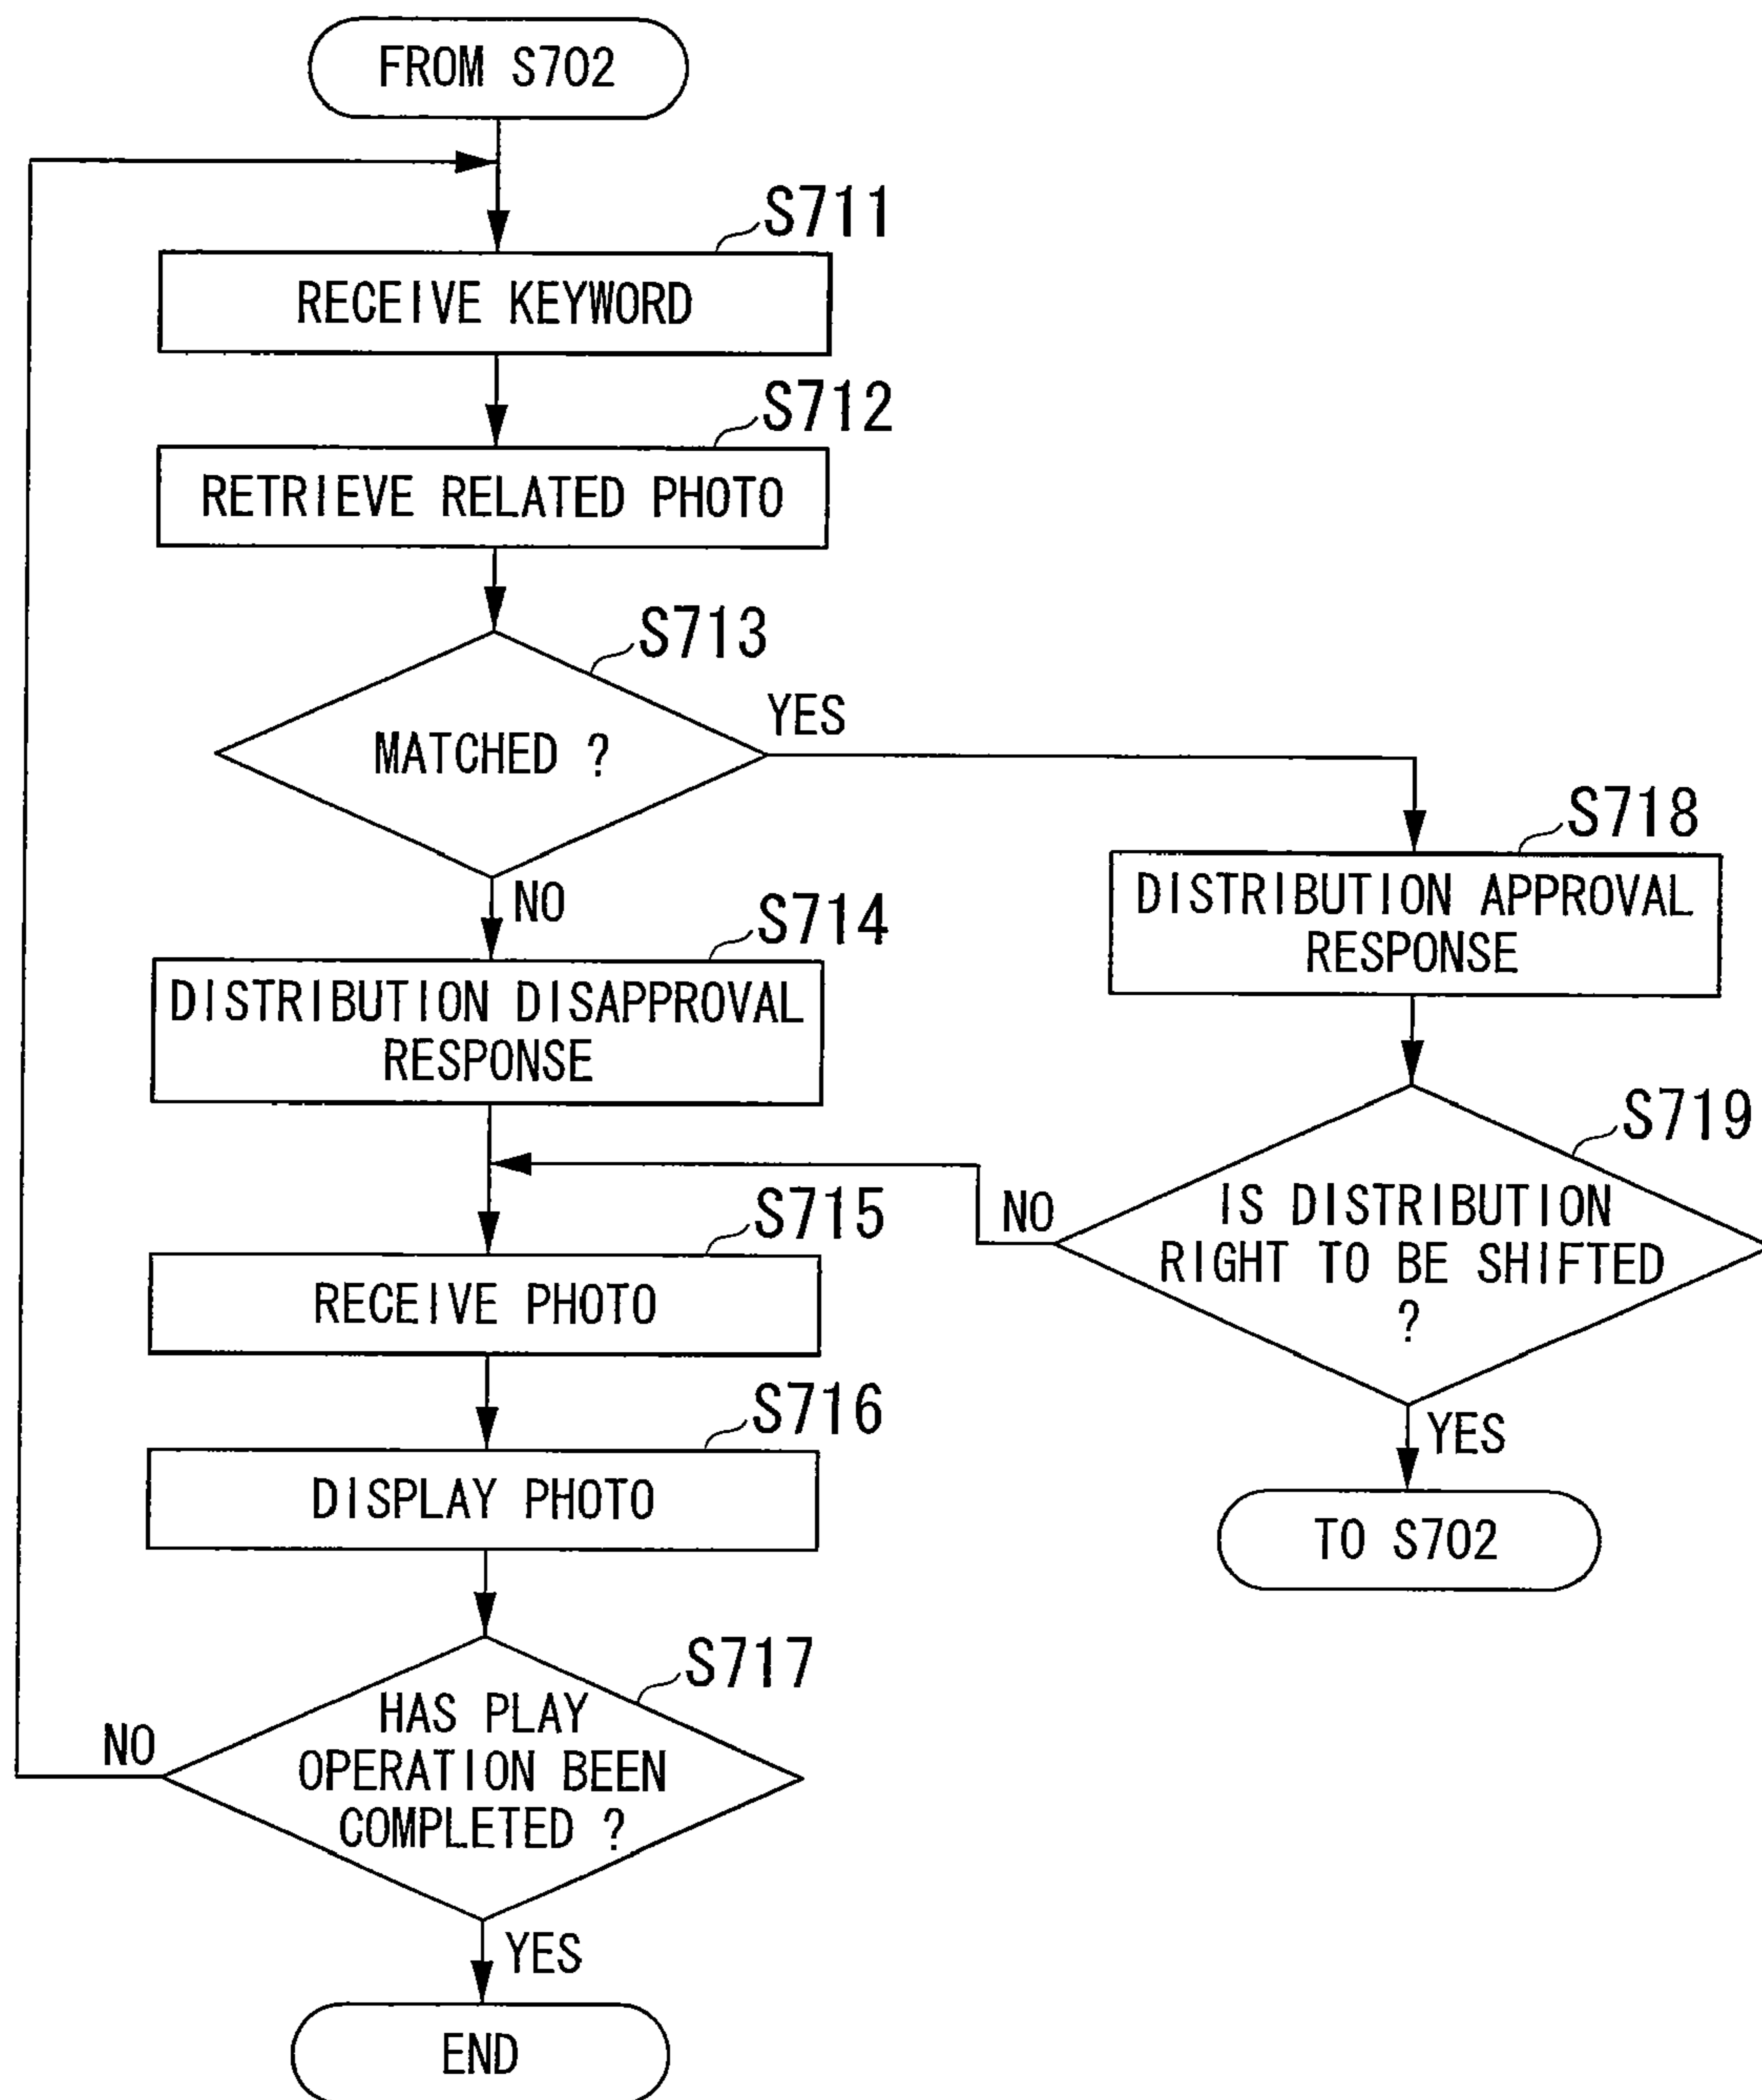 FROM S702
S711
RECEIVE KEYWORD
S712
RETRIEVE RELATED PHOTO
S713
MATCHED ?
YES
NO
S714
DISTRIBUTION DISAPPROVAL
RESPONSE
S718
DISTRIBUTION APPROVAL
RESPONSE
S719
IS DISTRIBUTION
RIGHT TO BE SHIFTED
?
NO
YES
TO S702
S715
RECEIVE PHOTO
S716
DISPLAY PHOTO
S717
HAS PLAY
OPERATION BEEN
COMPLETED ?
NO
YES
END